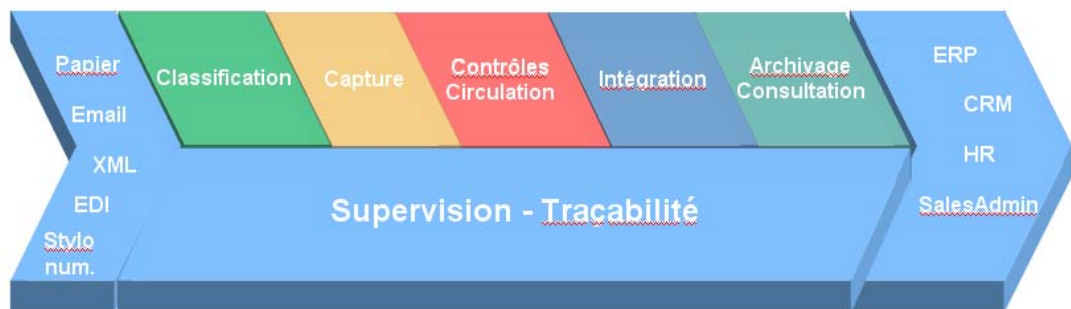 Papier
Email
XML
EDI
Stylo
num.
Classification
Capture
Contrôles
Circulation
Intégration
Archivage
Consultation
Supervision - Traçabilité
ERP
CRM
HR
SalesAdmin